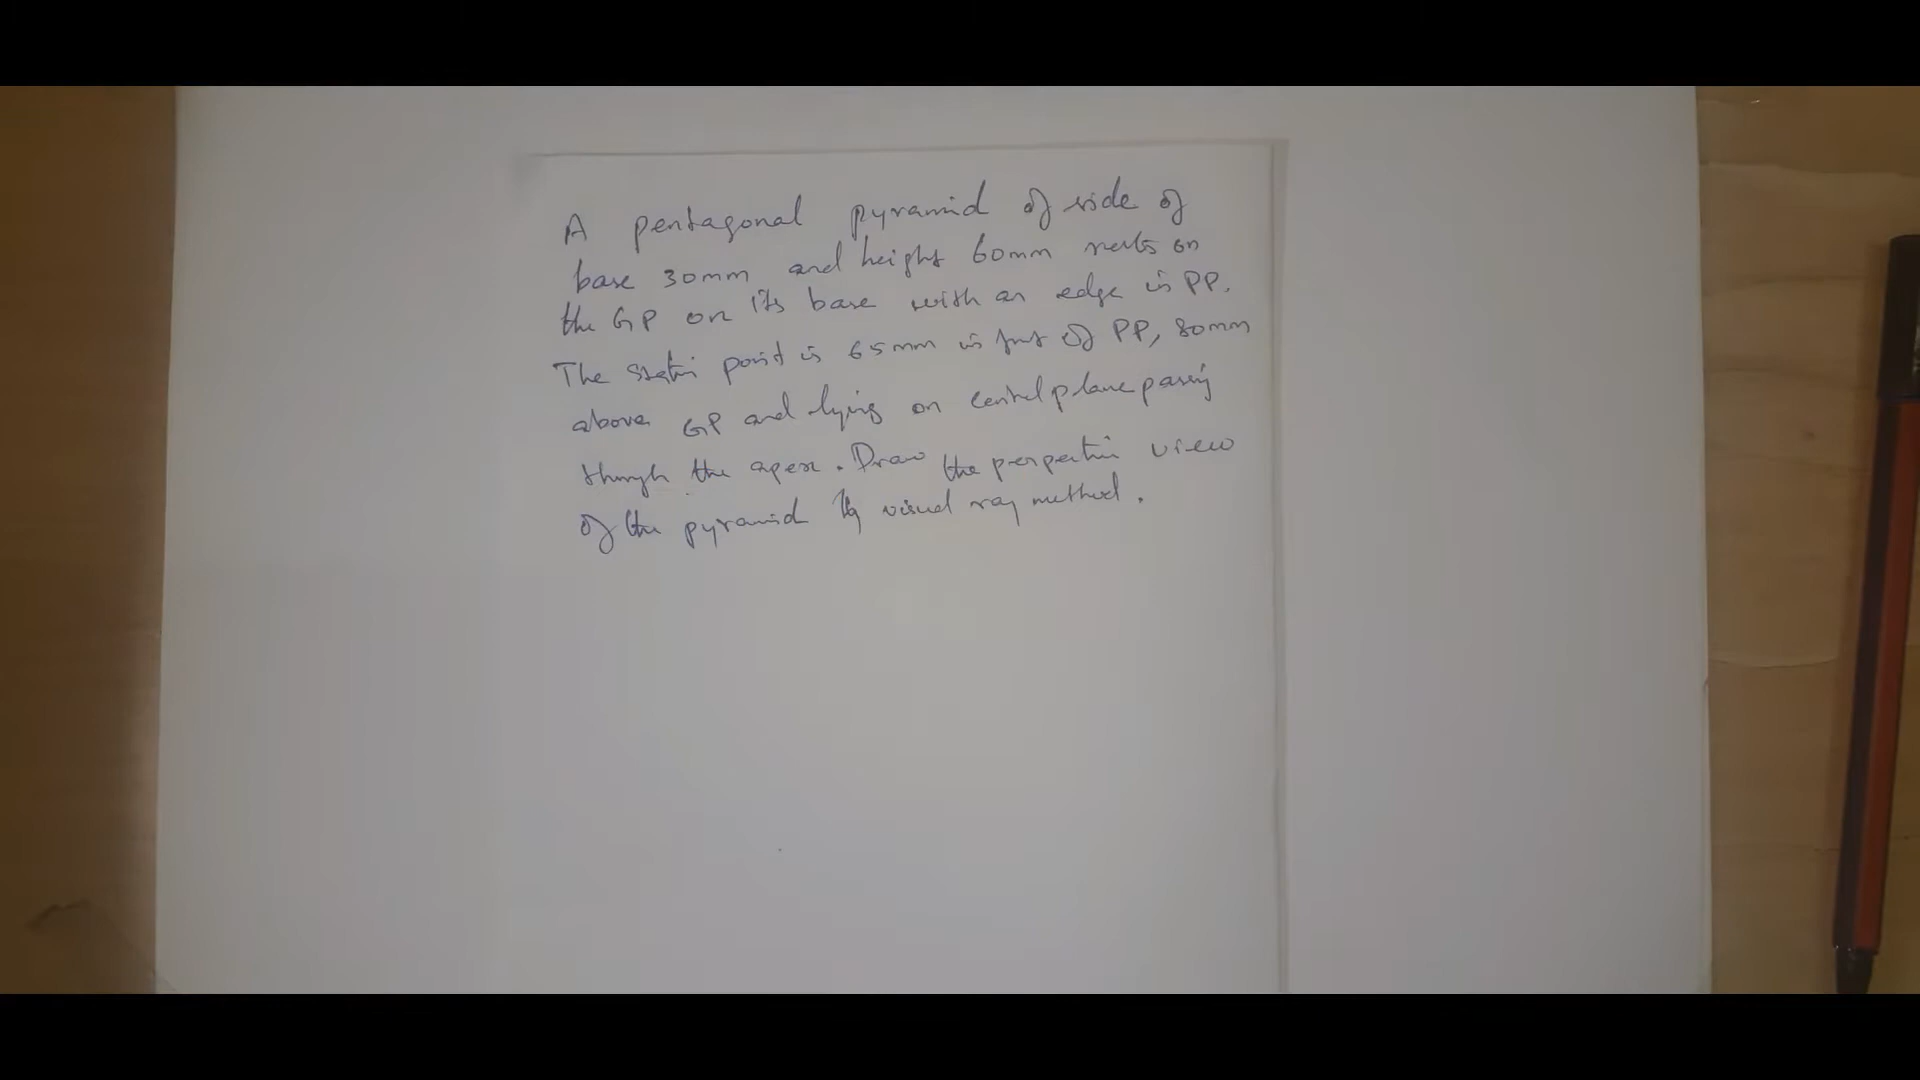 A pentagonal pyramid of side of
base 30mm and height 60mm rests on
the GP on its base with an edge in PP.
The station point is 65mm in front of PP, 80mm
above GP and lying on central plane passing
through the apex. Draw the perspective view
of the pyramid by visual ray method.